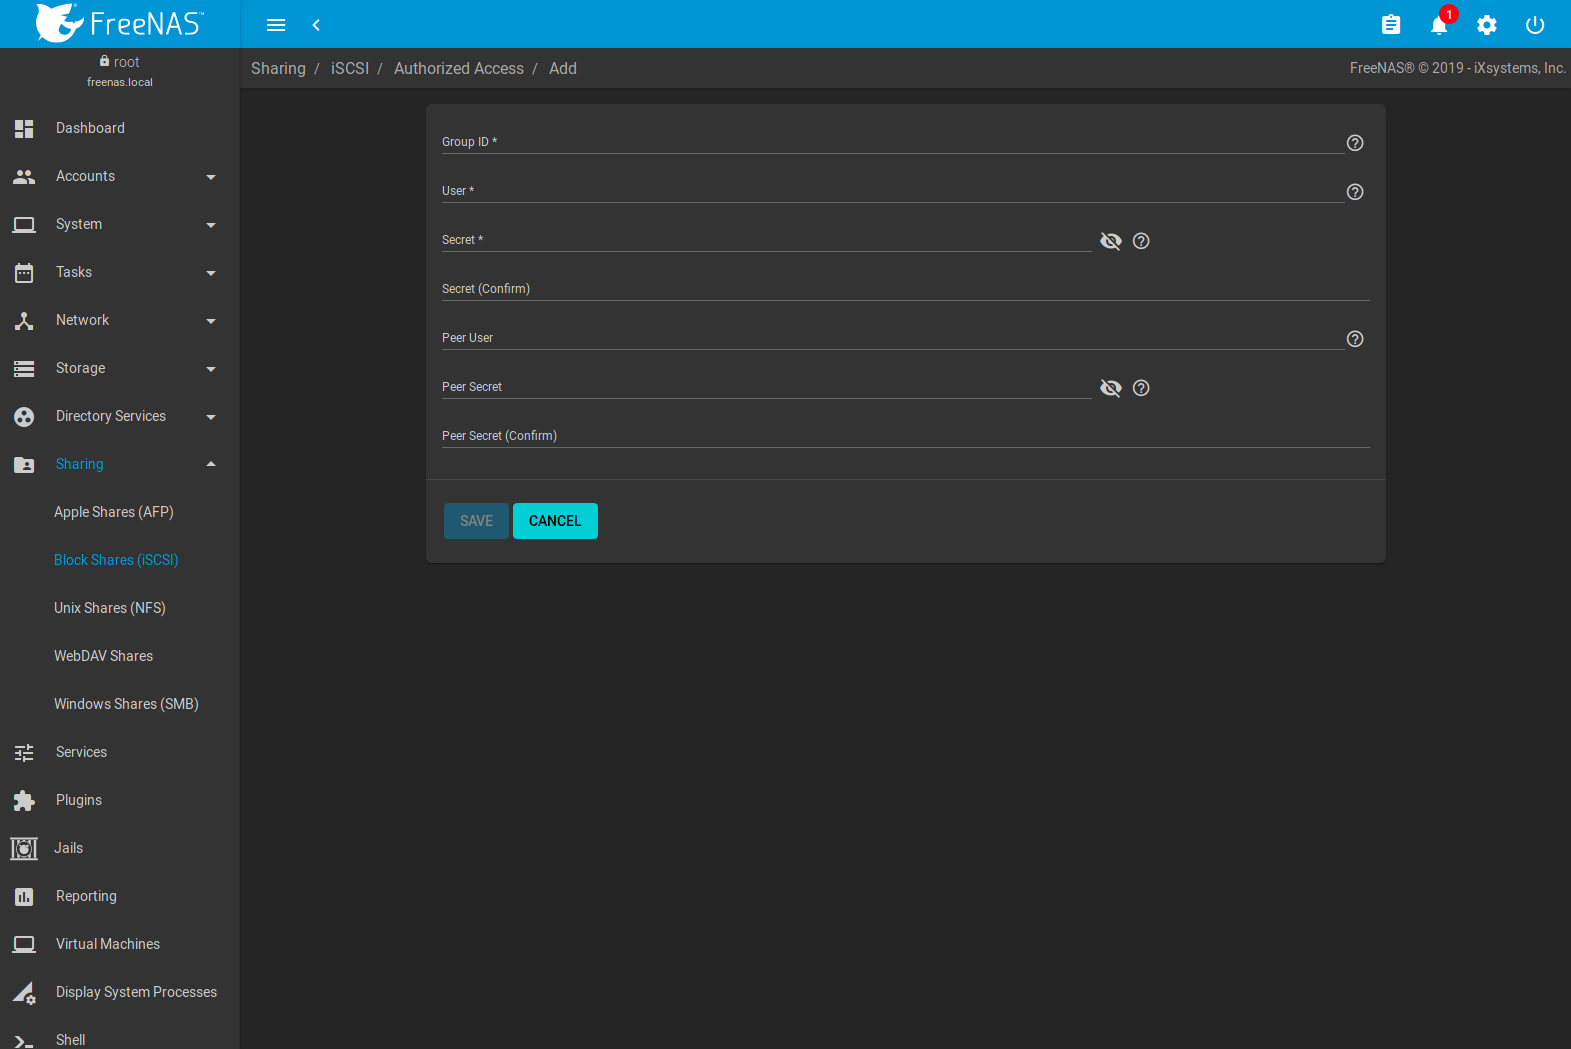 FreeNAS™
1
root
freenas.local
Sharing / iSCSI / Authorized Access / Add
FreeNAS® © 2019 - iXsystems, Inc.
Dashboard
Accounts
System
Tasks
Network
Storage
Directory Services
Sharing
Apple Shares (AFP)
Block Shares (iSCSI)
Unix Shares (NFS)
WebDAV Shares
Windows Shares (SMB)
Services
Plugins
Jails
Reporting
Virtual Machines
Display System Processes
Shell
Group ID *
User *
Secret *
Secret (Confirm)
Peer User
Peer Secret
Peer Secret (Confirm)
SAVE CANCEL